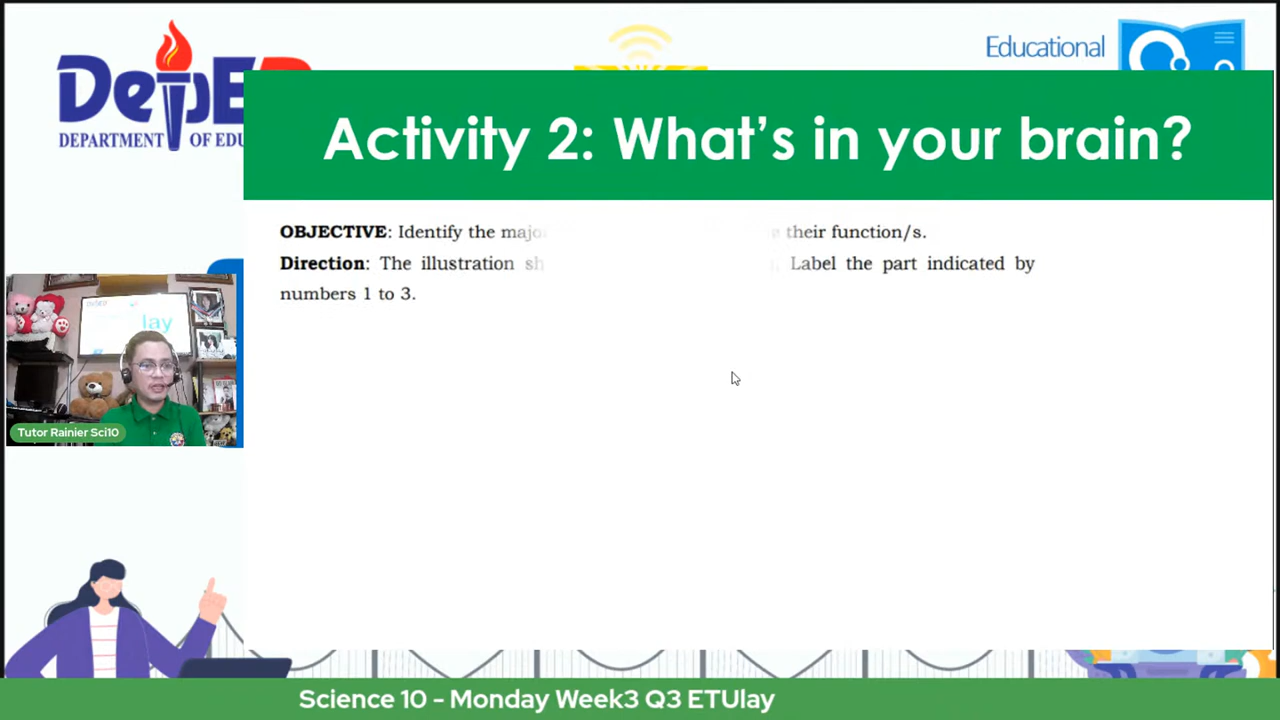 DepED
DEPARTMENT OF EDU
Educational
Activity 2: What's in your brain?
OBJECTIVE: Identify the majo their function/s.
Direction: The illustration sh Label the part indicated by
numbers 1 to 3.
lay
Tutor Rainier Sci10
Science 10 - Monday Week3 Q3 ETUlay